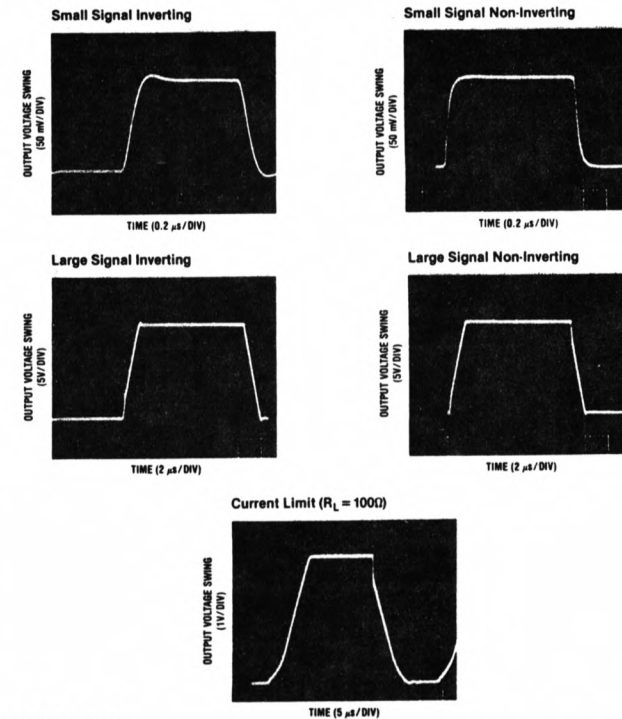 Small Signal Inverting
OUTPUT VOLTAGE SWING
(50 mV/DIV)
TIME (0.2 μs/DIV)
Small Signal Non-Inverting
OUTPUT VOLTAGE SWING
(50 mV/DIV)
TIME (0.2 μs/DIV)
Large Signal Inverting
OUTPUT VOLTAGE SWING
(5V/DIV)
TIME (2 μs/DIV)
Large Signal Non-Inverting
OUTPUT VOLTAGE SWING
(5V/DIV)
TIME (2 μs/DIV)
Current Limit (RL = 100Ω)
OUTPUT VOLTAGE SWING
(1V/DIV)
TIME (5 μs/DIV)